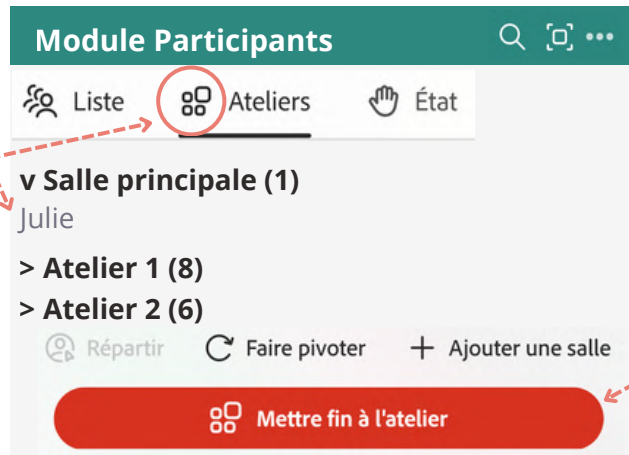 Module Participants
Liste Ateliers État
v Salle principale (1)
Julie
> Atelier 1 (8)
> Atelier 2 (6)
Répartir Faire pivoter + Ajouter une salle
Mettre fin à l'atelier